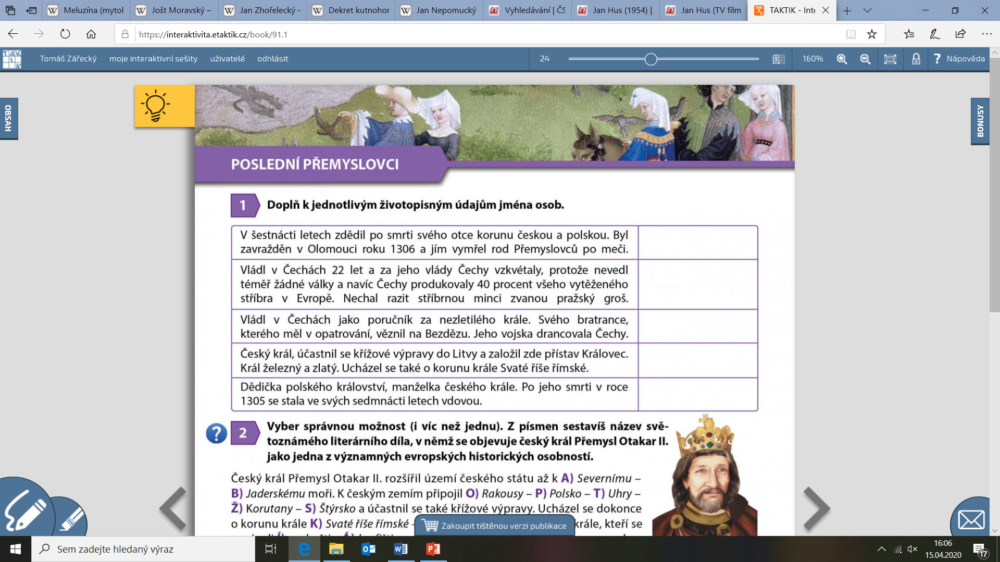 Meluzína (mytol
Jošt Moravský –
Jan Zhořelecký -
Dekret kutnohor
Jan Nepomucký
Vyhledávání | ČS
Jan Hus (1954) |
Jan Hus (TV film
TAKTIK - Inte
https://interaktivita.etaktik.cz/book/91.1
TAKTIK
Tomáš Zářecký
moje interaktivní sešity
uživatelé
odhlásit
24
160%
? Nápověda
OBSAH
BONUSY
POSLEDNÍ PŘEMYSLOVCI
1 Doplň k jednotlivým životopisným údajům jména osob.
V šestnácti letech zdědil po smrti svého otce korunu českou a polskou. Byl
zavražděn v Olomouci roku 1306 a jím vymřel rod Přemyslovců po meči.
Vládl v Čechách 22 let a za jeho vlády Čechy vzkvétaly, protože nevedl
téměř žádné války a navíc Čechy produkovaly 40 procent všeho vytěženého
stříbra v Evropě. Nechal razit stříbrnou minci zvanou pražský groš.
Vládl v Čechách jako poručník za nezletilého krále. Svého bratrance,
kterého měl v opatrování, věznil na Bezdězu. Jeho vojska drancovala Čechy.
Český král, účastnil se křížové výpravy do Litvy a založil zde přístav Královec.
Král železný a zlatý. Ucházel se také o korunu krále Svaté říše římské.
Dědička polského království, manželka českého krále. Po jeho smrti v roce
1305 se stala ve svých sedmnácti letech vdovou.
? 2 Vyber správnou možnost (i víc než jednu). Z písmen sestavíš název svě-
toznámého literárního díla, v němž se objevuje český král Přemysl Otakar II.
jako jedna z významných evropských historických osobností.
Český král Přemysl Otakar II. rozšířil území českého státu až k A) Severnímu –
B) Jaderskému moři. K českým zemím připojil O) Rakousy – P) Polsko – T) Uhry –
Ž) Korutany – S) Štýrsko a účastnil se také křížové výpravy. Ucházel se dokonce
o korunu krále K) Svaté říše římské - krále, kteří se
Zakoupit tištěnou verzi publikace
Sem zadejte hledaný výraz
16:06
15.04.2020
17